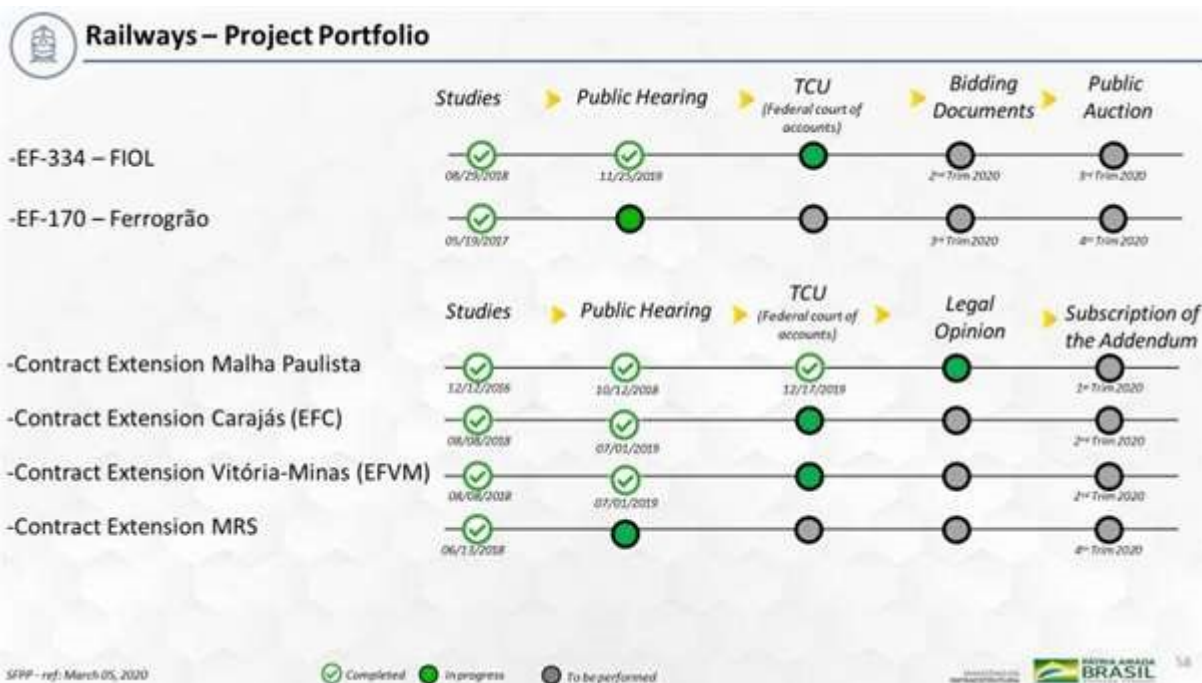 Railways – Project Portfolio
Studies
Public Hearing
TCU
(Federal court of
accounts)
Bidding
Documents
Public
Auction
-EF-334 – FIOL
08/29/2018
11/25/2019
2nd Trim 2020
3rd Trim 2020
-EF-170 – Ferrogrão
05/19/2017
3rd Trim 2020
4th Trim 2020
Studies
Public Hearing
TCU
(Federal court of
accounts)
Legal
Opinion
Subscription of
the Addendum
-Contract Extension Malha Paulista
12/12/2016
10/12/2018
12/17/2019
1st Trim 2020
-Contract Extension Carajás (EFC)
08/08/2018
07/01/2019
2nd Trim 2020
-Contract Extension Vitória-Minas (EFVM)
08/08/2018
07/01/2019
2nd Trim 2020
-Contract Extension MRS
06/13/2018
4th Trim 2020
SFPP - ref: March 05, 2020
Completed
In progress
To be performed
PÁTRIA AMADA
BRASIL
58